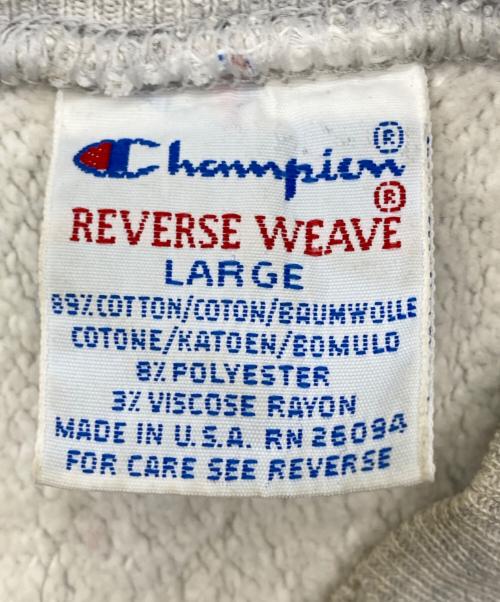 Champion®
REVERSE WEAVE®
LARGE
89% COTTON/COTON/BAUMWOLLE
COTONE/KATOEN/BOMULD
8% POLYESTER
3% VISCOSE RAYON
MADE IN U.S.A. RN 26094
FOR CARE SEE REVERSE